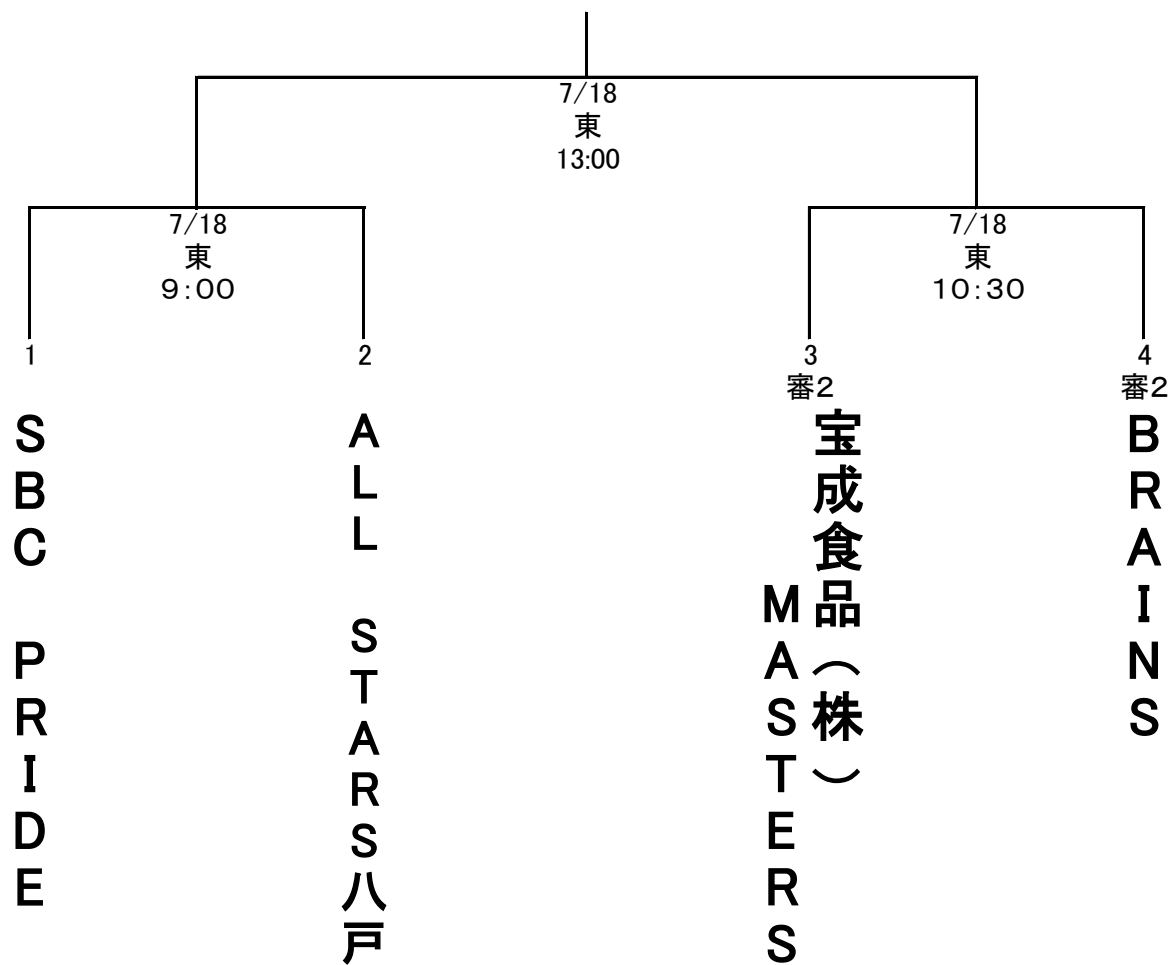 7/18
東
13:00
7/18
東
９：００
7/18
東
１０：３０
1
2
3
4
審２
審２
ＳＢＣ　ＰＲＩＤＥ
ＡＬＬ　ＳＴＡＲＳ八戸
宝成食品（株）
ＭＡＳＴＥＲＳ
ＢＲＡＩＮＳ